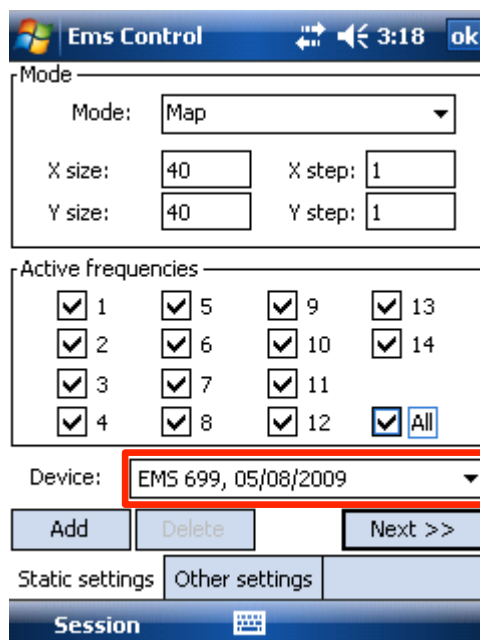 Ems Control 3:18 ok
Mode
Mode: Map
X size: 40 X step: 1
Y size: 40 Y step: 1
Active frequencies
1 5 9 13
2 6 10 14
3 7 11
4 8 12 All
Device: EMS 699, 05/08/2009
Add Delete Next >>
Static settings Other settings
Session